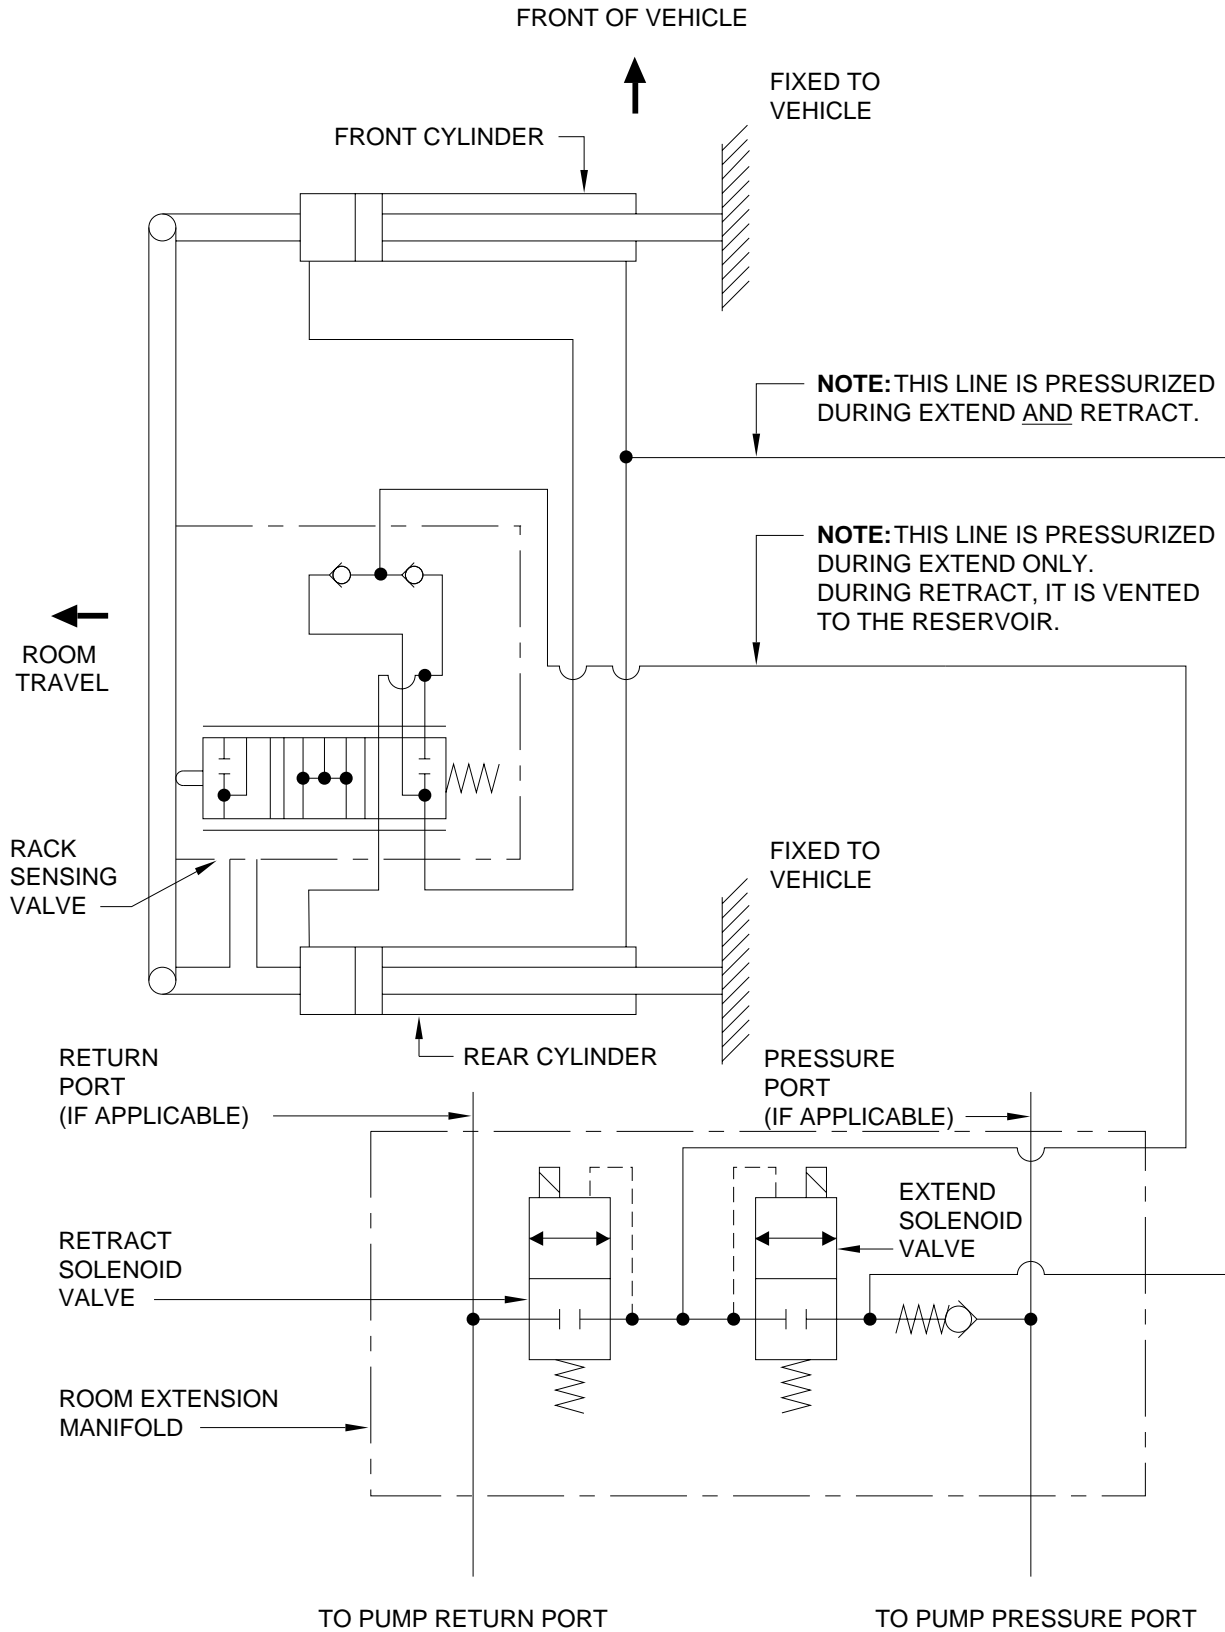 FRONT OF VEHICLE
FIXED TO
VEHICLE
FRONT CYLINDER
NOTE: THIS LINE IS PRESSURIZED
DURING EXTEND AND RETRACT.
NOTE: THIS LINE IS PRESSURIZED
DURING EXTEND ONLY.
DURING RETRACT, IT IS VENTED
TO THE RESERVOIR.
ROOM
TRAVEL
RACK
SENSING
VALVE
FIXED TO
VEHICLE
REAR CYLINDER
RETURN
PORT
(IF APPLICABLE)
PRESSURE
PORT
(IF APPLICABLE)
EXTEND
SOLENOID
VALVE
RETRACT
SOLENOID
VALVE
ROOM EXTENSION
MANIFOLD
TO PUMP RETURN PORT
TO PUMP PRESSURE PORT